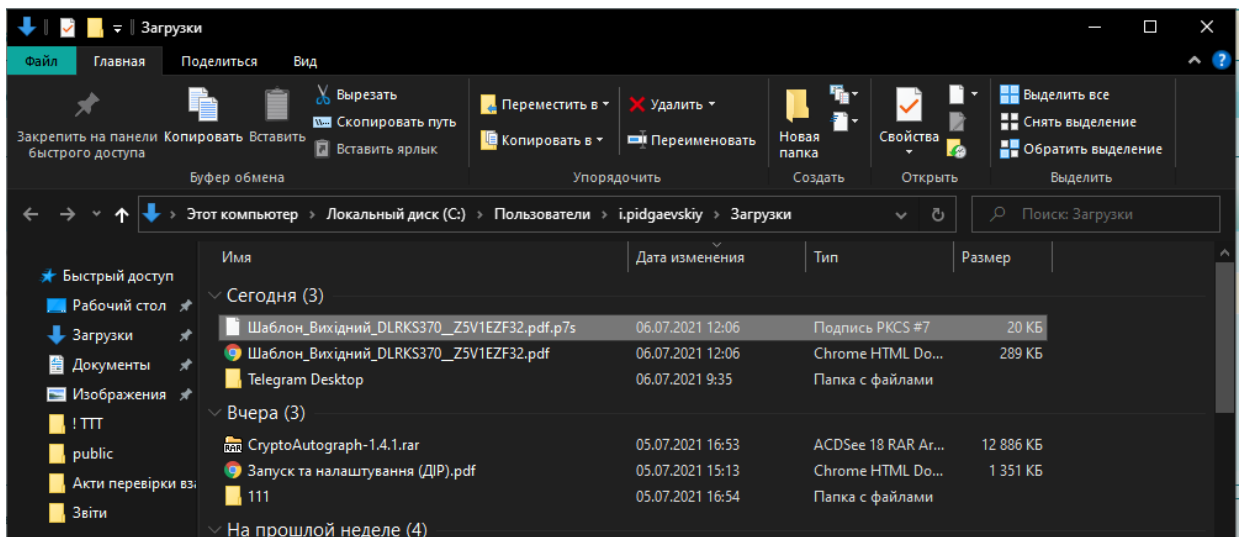 Загрузки
Файл Главная Поделиться Вид
Закрепить на панели быстрого доступа
Копировать
Вставить
Вырезать
Скопировать путь
Вставить ярлык
Буфер обмена
Переместить в
Копировать в
Удалить
Переименовать
Упорядочить
Новая папка
Создать
Свойства
Открыть
Выделить все
Снять выделение
Обратить выделение
Выделить
Этот компьютер > Локальный диск (C:) > Пользователи > i.pidgaevskiy > Загрузки
Поиск: Загрузки
Быстрый доступ
Рабочий стол
Загрузки
Документы
Изображения
! ТТТ
public
Акти перевірки вза
Звіти
Имя Дата изменения Тип Размер
Сегодня (3)
Шаблон_Вихідний_DLRKS370__Z5V1EZF32.pdf.p7s 06.07.2021 12:06 Подпись PKCS #7 20 КБ
Шаблон_Вихідний_DLRKS370__Z5V1EZF32.pdf 06.07.2021 12:06 Chrome HTML Do... 289 КБ
Telegram Desktop 06.07.2021 9:35 Папка с файлами
Вчера (3)
CryptoAutograph-1.4.1.rar 05.07.2021 16:53 ACDSee 18 RAR Ar... 12 886 КБ
Запуск та налаштування (ДІР).pdf 05.07.2021 15:13 Chrome HTML Do... 1 351 КБ
111 05.07.2021 16:54 Папка с файлами
На прошлой неделе (4)